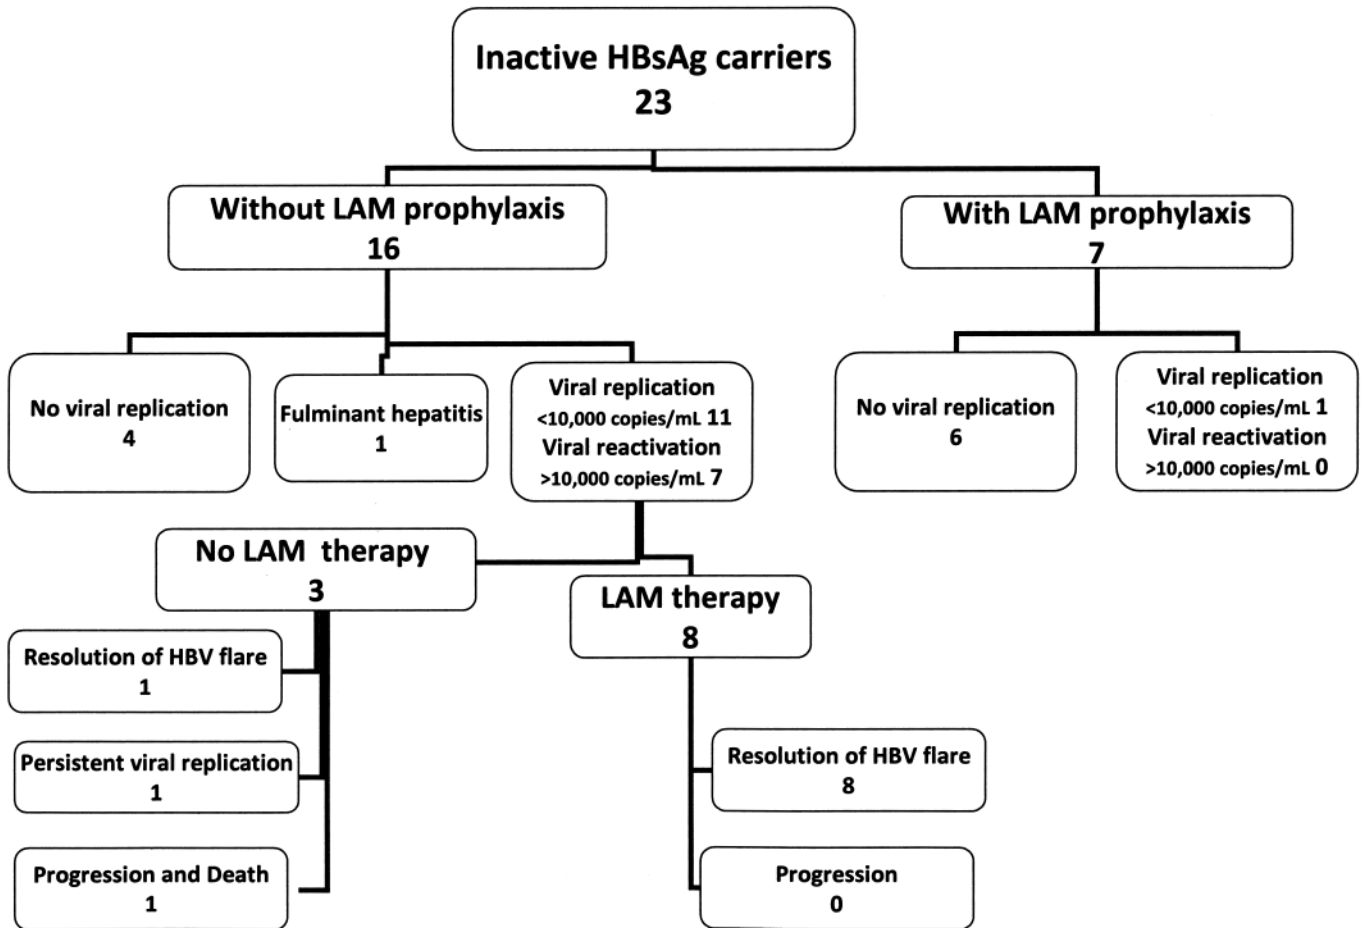 Inactive HBsAg carriers
23
Without LAM prophylaxis
16
With LAM prophylaxis
7
No viral replication
4
Fulminant hepatitis
1
Viral replication
<10,000 copies/mL 11
Viral reactivation
>10,000 copies/mL 7
No viral replication
6
Viral replication
<10,000 copies/mL 1
Viral reactivation
>10,000 copies/mL 0
No LAM therapy
3
LAM therapy
8
Resolution of HBV flare
1
Persistent viral replication
1
Progression and Death
1
Resolution of HBV flare
8
Progression
0